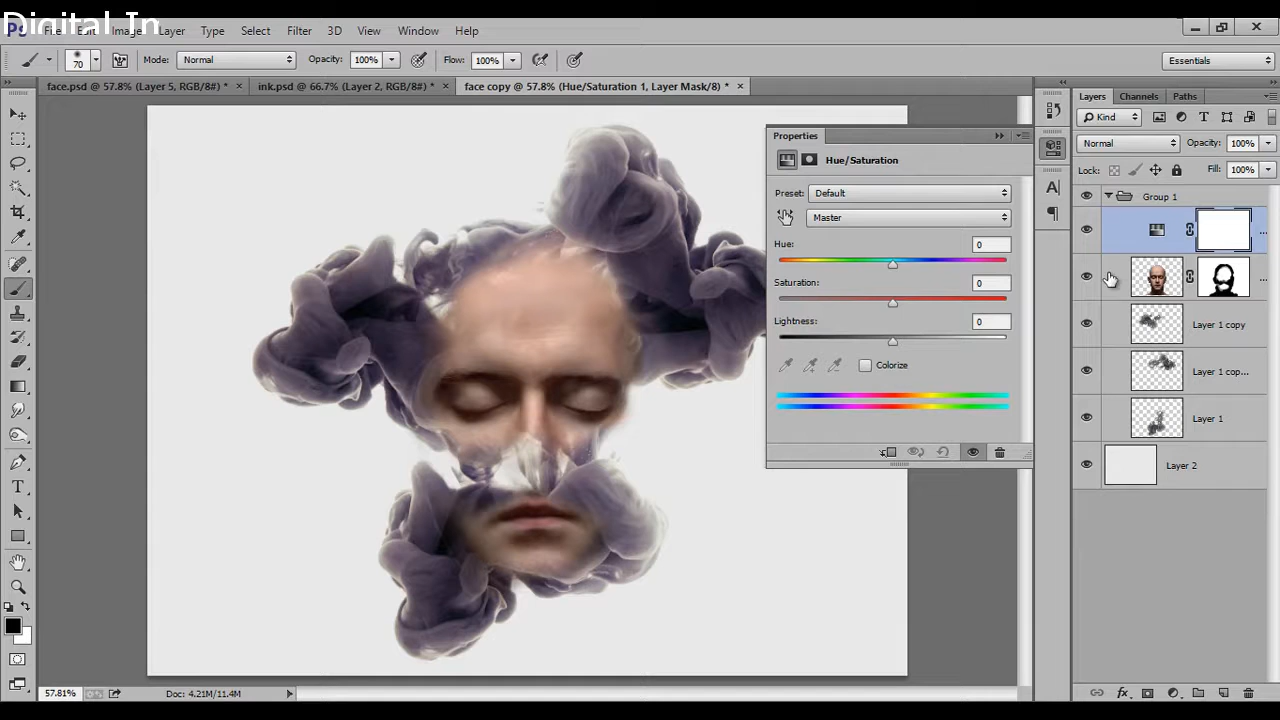 Digital In
Ps File Edit Image Layer Type Select Filter 3D View Window Help
70 Mode: Normal Opacity: 100% Flow: 100% Essentials
face.psd @ 57.8% (Layer 5, RGB/8#) * × ink.psd @ 66.7% (Layer 2, RGB/8#) * × face copy @ 57.8% (Hue/Saturation 1, Layer Mask/8) * ×
Properties
Hue/Saturation
Preset: Default
Master
Hue: 0
Saturation: 0
Lightness: 0
Colorize
Layers Channels Paths
Kind
Normal Opacity: 100%
Lock: Fill: 100%
Group 1
...
...
Layer 1 copy
Layer 1 cop...
Layer 1
Layer 2
57.81% Doc: 4.21M/11.4M